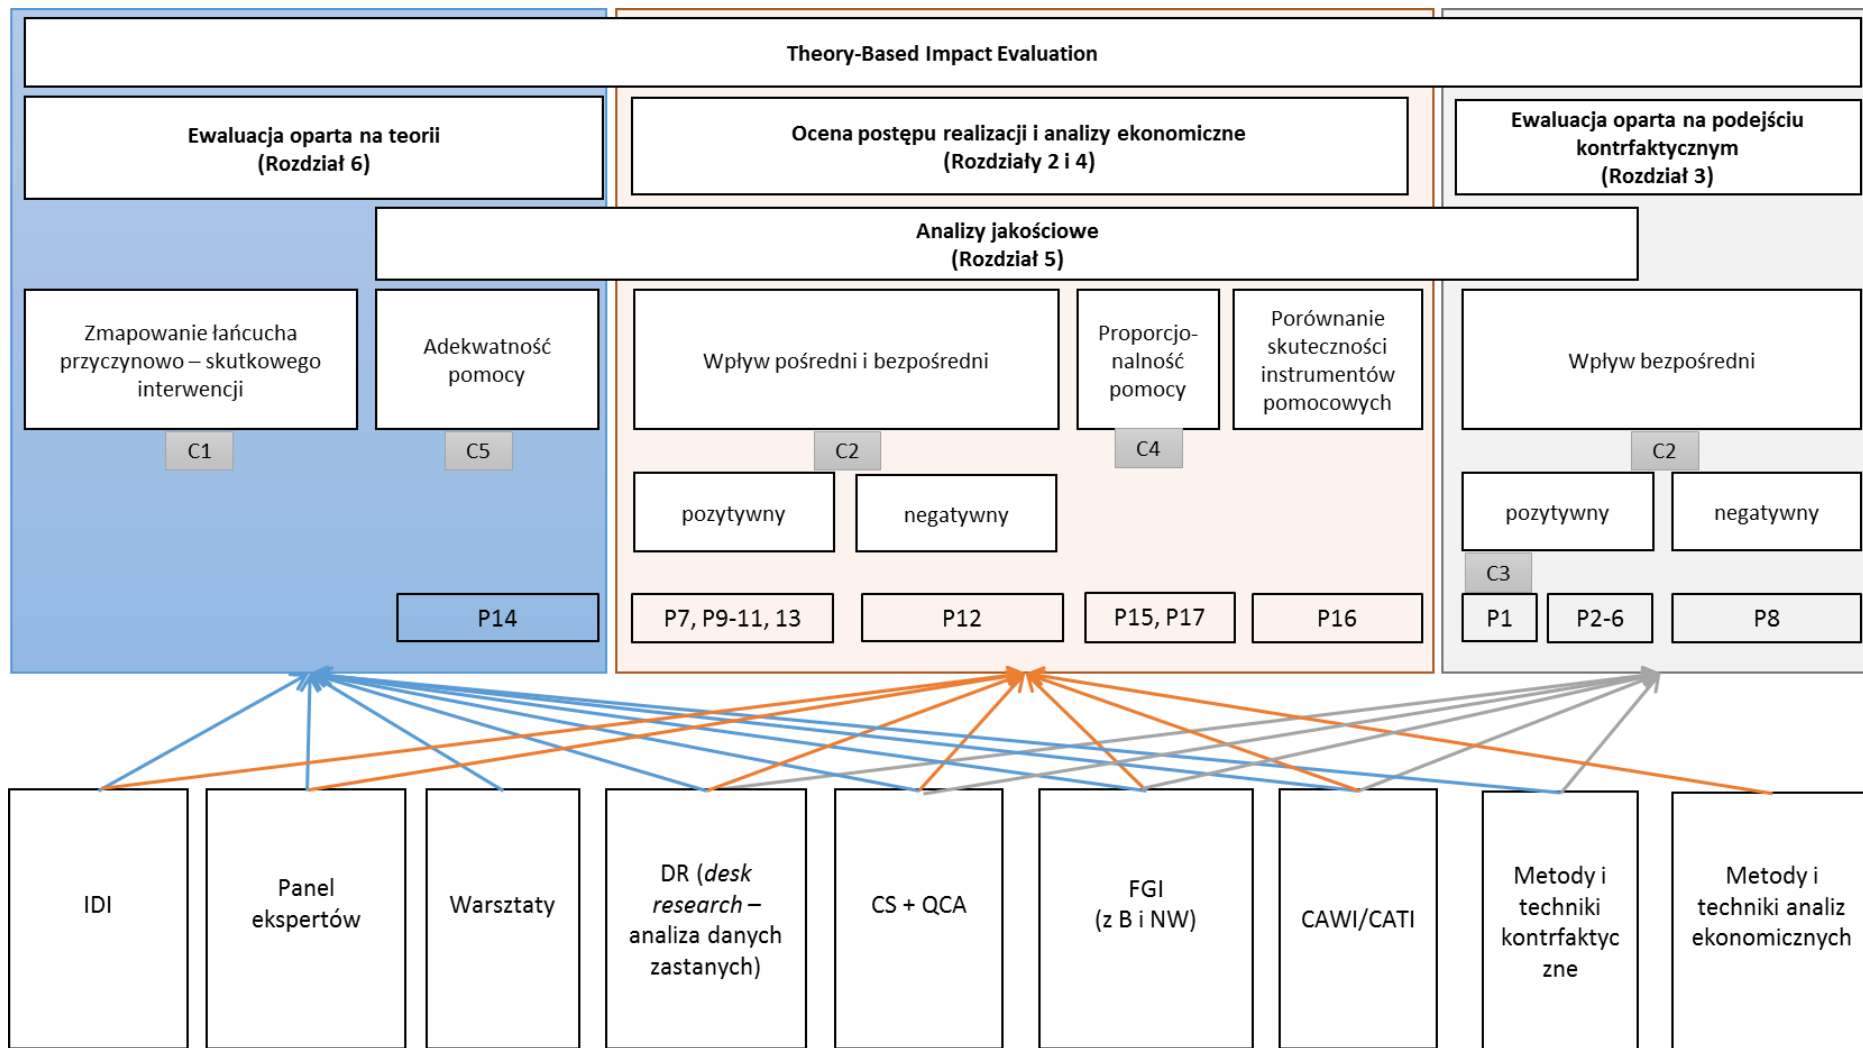 Theory-Based Impact Evaluation
Ewaluacja oparta na teorii
(Rozdział 6)
Ocena postępu realizacji i analizy ekonomiczne
(Rozdziały 2 i 4)
Ewaluacja oparta na podejściu
kontrfaktycznym
(Rozdział 3)
Analizy jakościowe
(Rozdział 5)
Zmapowanie łańcucha
przyczynowo – skutkowego
interwencji
Adekwatność
pomocy
Wpływ pośredni i bezpośredni
Proporcjo-
nalność
pomocy
Porównanie
skuteczności
instrumentów
pomocowych
Wpływ bezpośredni
C1
C5
C2
C4
C2
pozytywny
negatywny
pozytywny
negatywny
C3
P14
P7, P9-11, 13
P12
P15, P17
P16
P1
P2-6
P8
IDI
Panel
ekspertów
Warsztaty
DR (desk
research –
analiza danych
zastanych)
CS + QCA
FGI
(z B i NW)
CAWI/CATI
Metody i
techniki
kontrfaktyc
zne
Metody i
techniki analiz
ekonomicznych